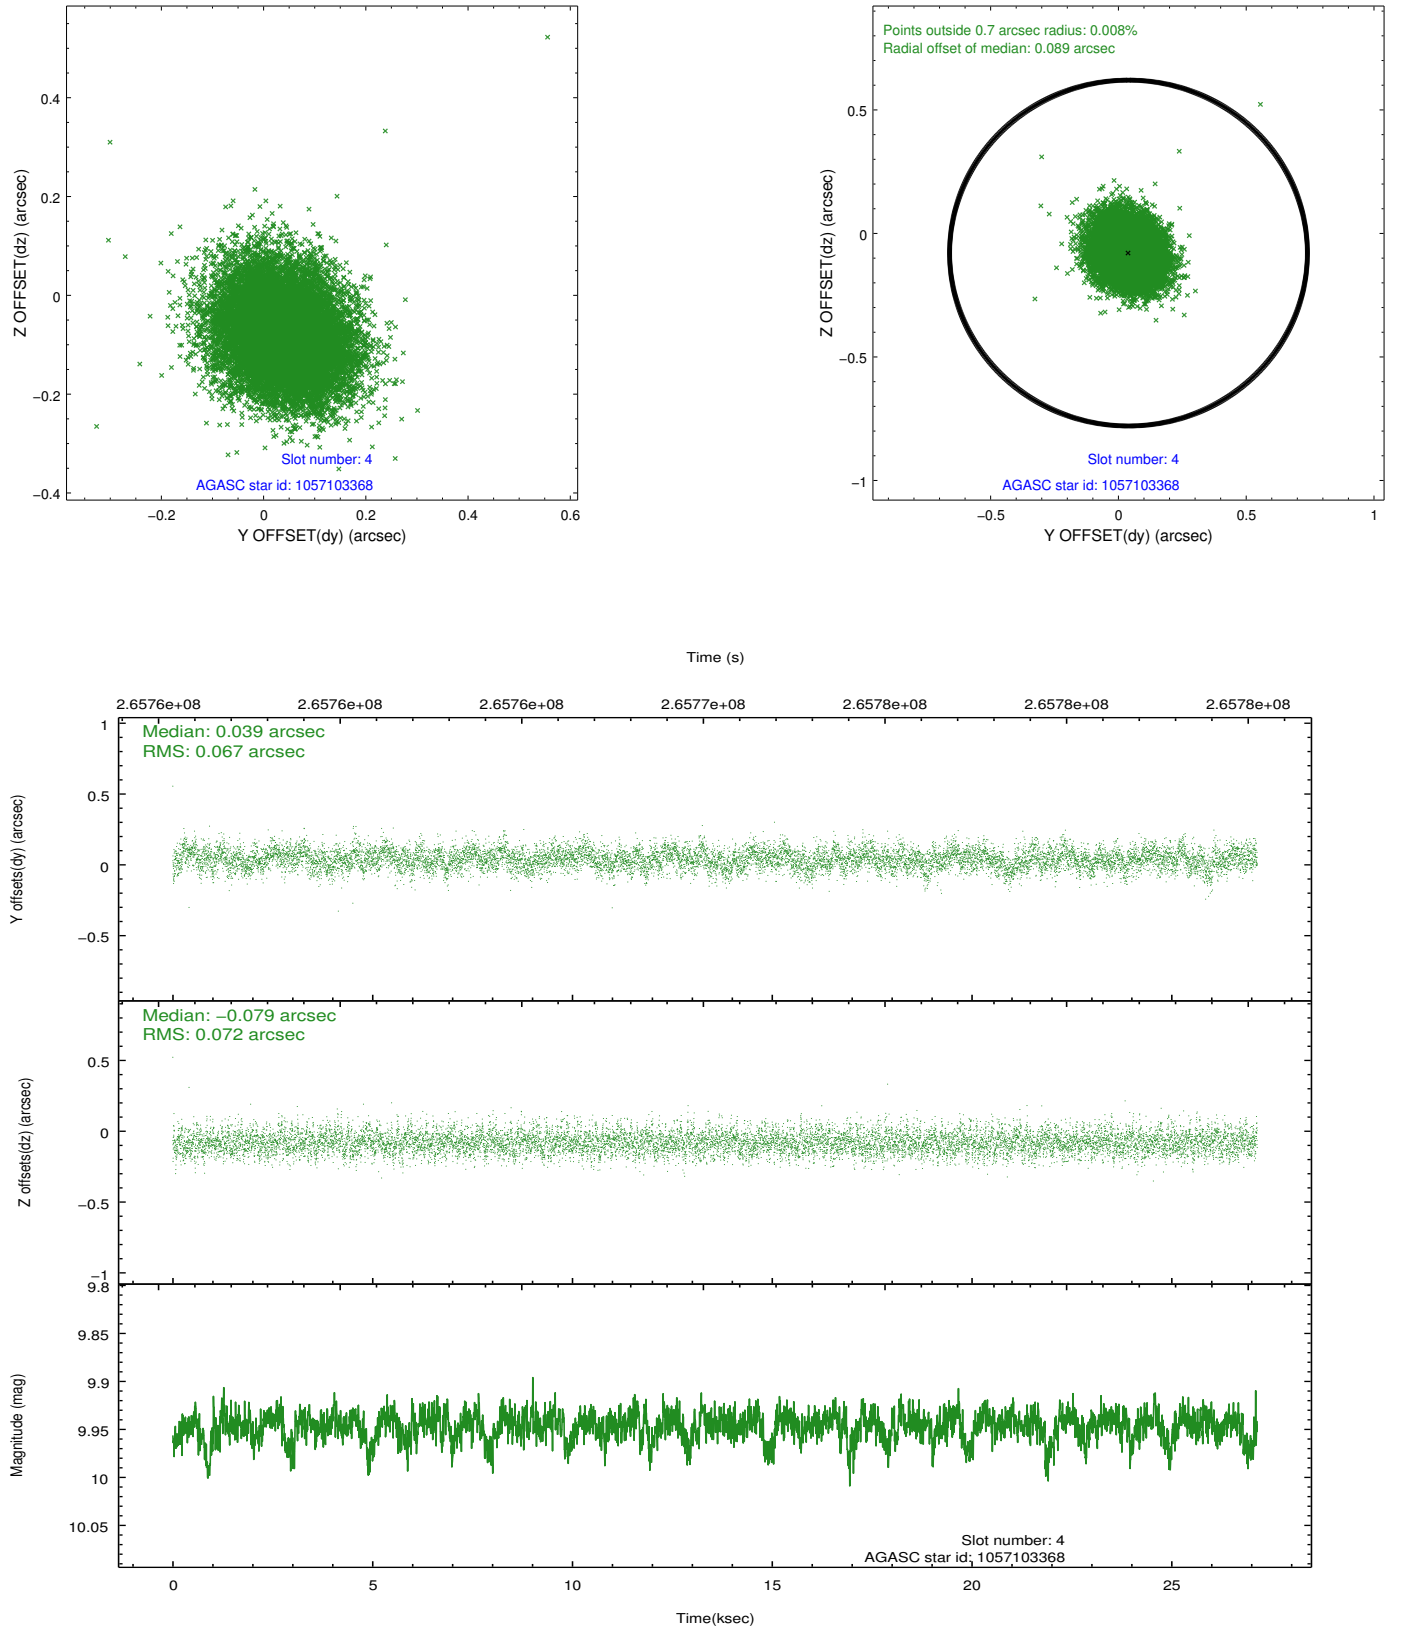 0.4
0.2
0
−0.2
−0.4
Z OFFSET(dz) (arcsec)
Slot number: 4
AGASC star id: 1057103368
−0.2 0 0.2 0.4 0.6
Y OFFSET(dy) (arcsec)
Points outside 0.7 arcsec radius: 0.008%
Radial offset of median: 0.089 arcsec
0.5
0
−0.5
−1
Z OFFSET(dz) (arcsec)
Slot number: 4
AGASC star id: 1057103368
−0.5 0 0.5 1
Y OFFSET(dy) (arcsec)
Time (s)
2.6576e+08 2.6576e+08 2.6576e+08 2.6577e+08 2.6578e+08 2.6578e+08 2.6578e+08
Median: 0.039 arcsec
RMS: 0.067 arcsec
1
0.5
0
−0.5
Y offsets(dy) (arcsec)
Median: −0.079 arcsec
RMS: 0.072 arcsec
0.5
0
−0.5
−1
Z offsets(dz) (arcsec)
9.8
9.85
9.9
9.95
10
10.05
Magnitude (mag)
Slot number: 4
AGASC star id: 1057103368
0 5 10 15 20 25
Time(ksec)